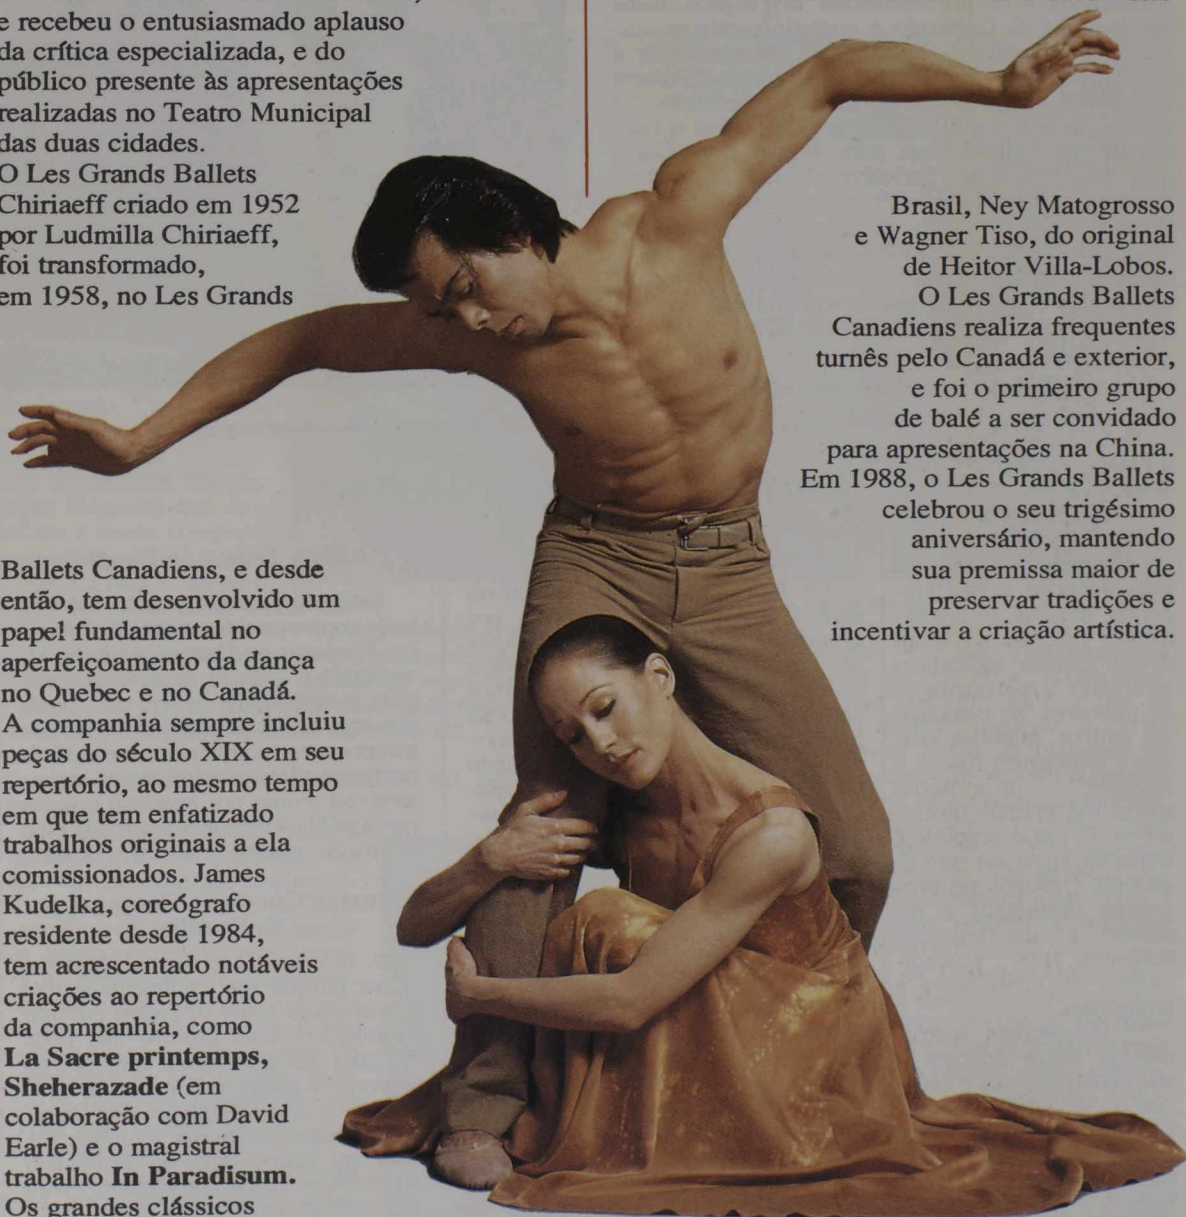 e recebeu o entusiasmado aplauso
da crítica especializada, e do
público presente às apresentações
realizadas no Teatro Municipal
das duas cidades.
O Les Grands Ballets
Chiriaeff criado em 1952
por Ludmilla Chiriaeff,
foi transformado,
em 1958, no Les Grands
Ballets Canadiens, e desde
então, tem desenvolvido um
papel fundamental no
aperfeiçoamento da dança
no Quebec e no Canadá.
A companhia sempre incluiu
peças do século XIX em seu
repertório, ao mesmo tempo
em que tem enfatizado
trabalhos originais a ela
comissionados. James
Kudelka, coreógrafo
residente desde 1984,
tem acrescentado notáveis
criações ao repertório
da companhia, como
La Sacre printemps,
Sheherazade (em
colaboração com David
Earle) e o magistral
trabalho In Paradisum.
Os grandes clássicos
Brasil, Ney Matogrosso
e Wagner Tiso, do original
de Heitor Villa-Lobos.
O Les Grands Ballets
Canadiens realiza frequentes
turnês pelo Canadá e exterior,
e foi o primeiro grupo
de balé a ser convidado
para apresentações na China.
Em 1988, o Les Grands Ballets
celebrou o seu trigésimo
aniversário, mantendo
sua premissa maior de
preservar tradições e
incentivar a criação artística.